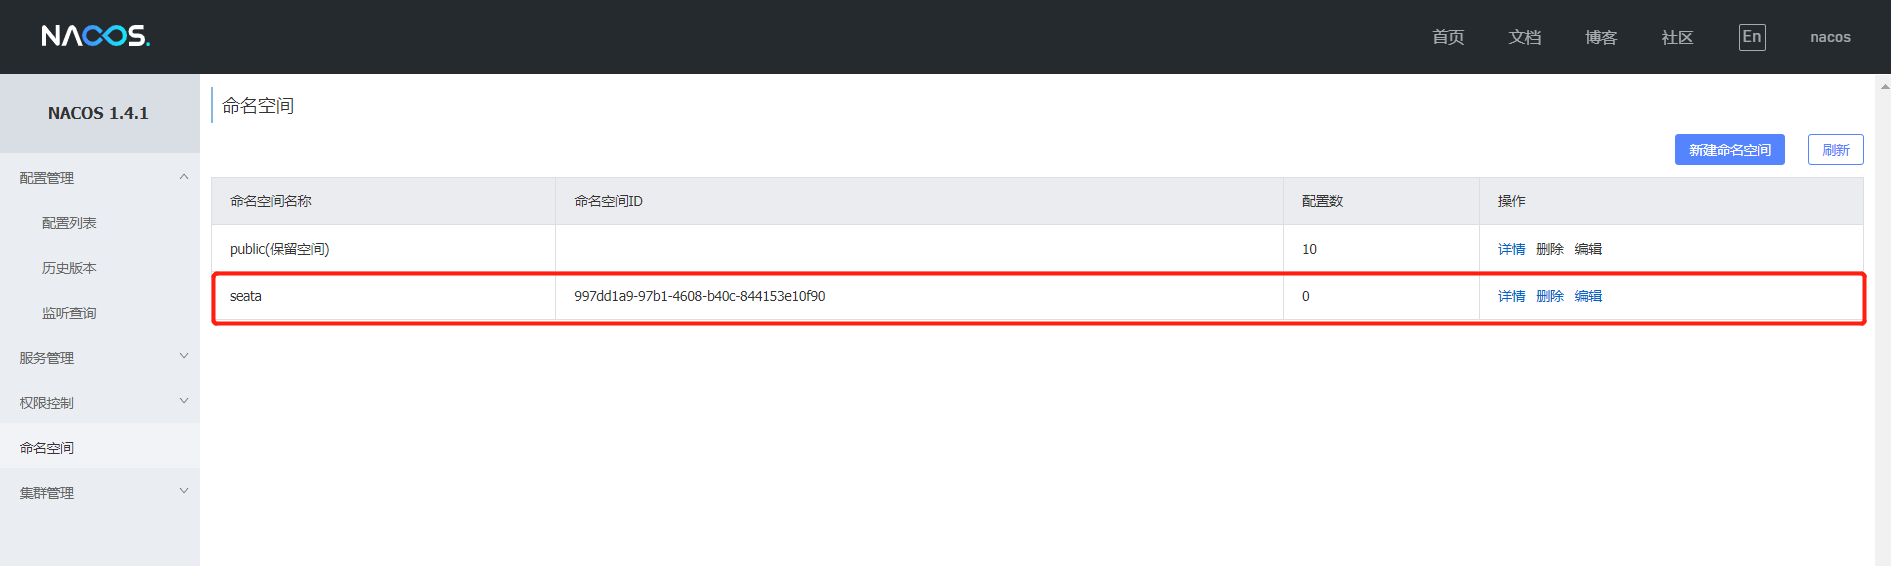 NACOS.
首页 文档 博客 社区 En nacos
NACOS 1.4.1
配置管理
配置列表
历史版本
监听查询
服务管理
权限控制
命名空间
集群管理
命名空间
新建命名空间 刷新
命名空间名称 命名空间ID 配置数 操作
public(保留空间) 10 详情 删除 编辑
seata 997dd1a9-97b1-4608-b40c-844153e10f90 0 详情 删除 编辑